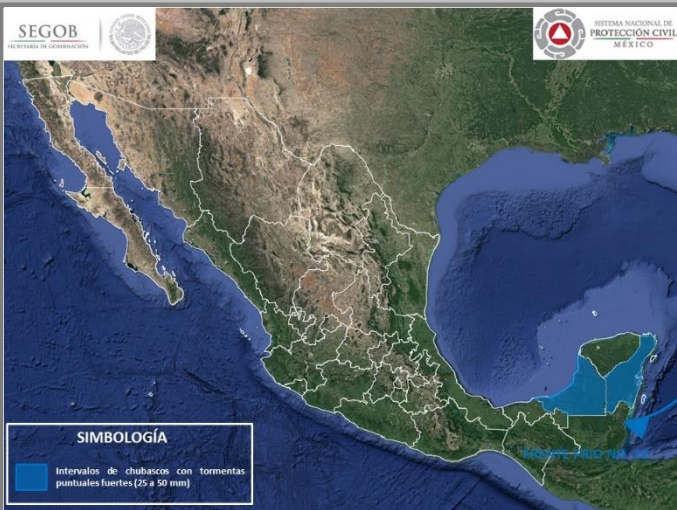 SEGOB
SECRETARÍA DE GOBERNACIÓN
SISTEMA NACIONAL DE
PROTECCIÓN CIVIL
MÉXICO
FRENTE FRÍO NO.
SIMBOLOGÍA
Intervalos de chubascos con tormentas
puntuales fuertes (25 a 50 mm)